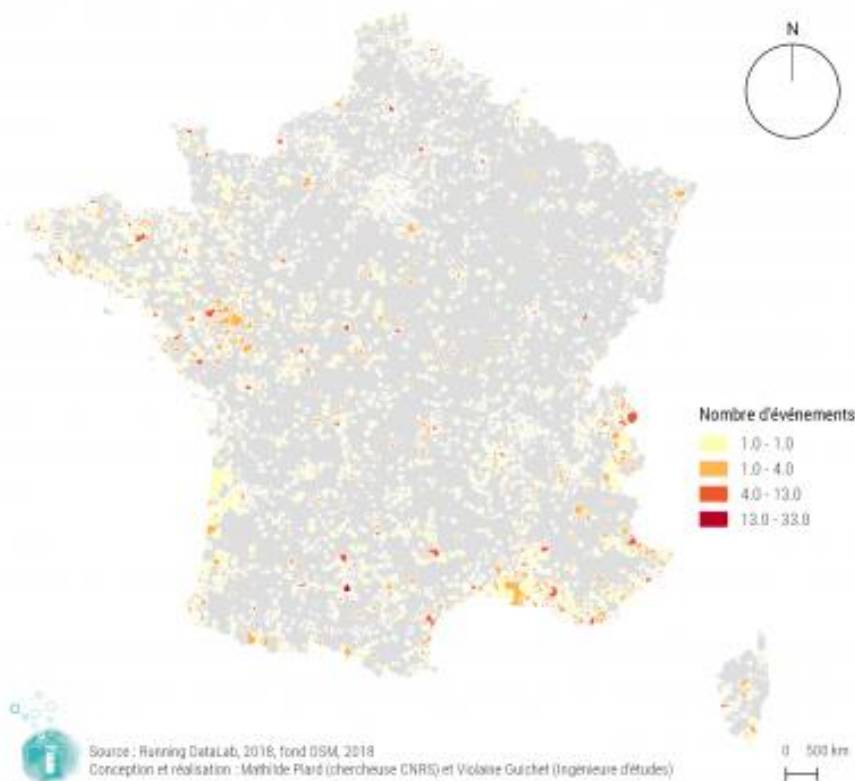 N
Nombre d'événements
1.0 - 1.0
1.0 - 4.0
4.0 - 13.0
13.0 - 33.0
0 500 km
Source : Running DataLab, 2018, fond OSM, 2018
Conception et réalisation : Mathilde Plard (chercheuse CNRS) et Violaine Guichet (Ingénieure d'études)